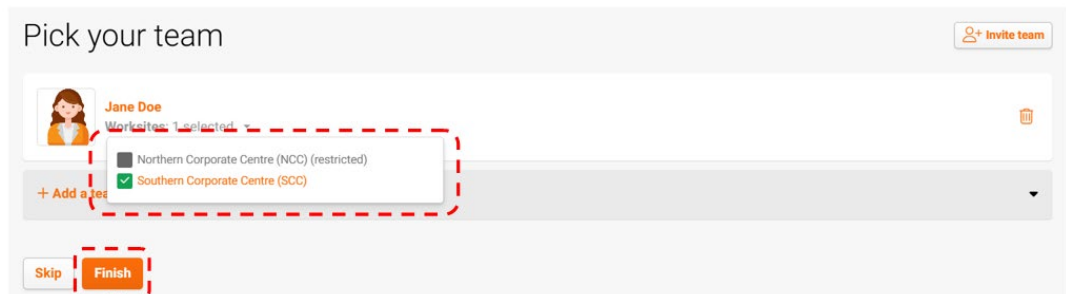 Pick your team
Invite team
Jane Doe
Worksites: 1 selected
Northern Corporate Centre (NCC) (restricted)
Southern Corporate Centre (SCC)
+ Add a
Skip
Finish